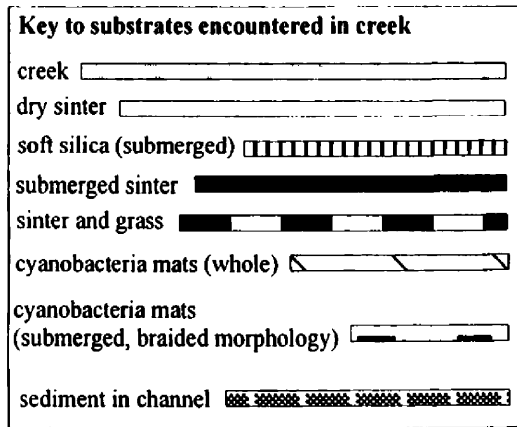 Key to substrates encountered in creek
creek
dry sinter
soft silica (submerged)
submerged sinter
sinter and grass
cyanobacteria mats (whole)
cyanobacteria mats
(submerged, braided morphology)
sediment in channel